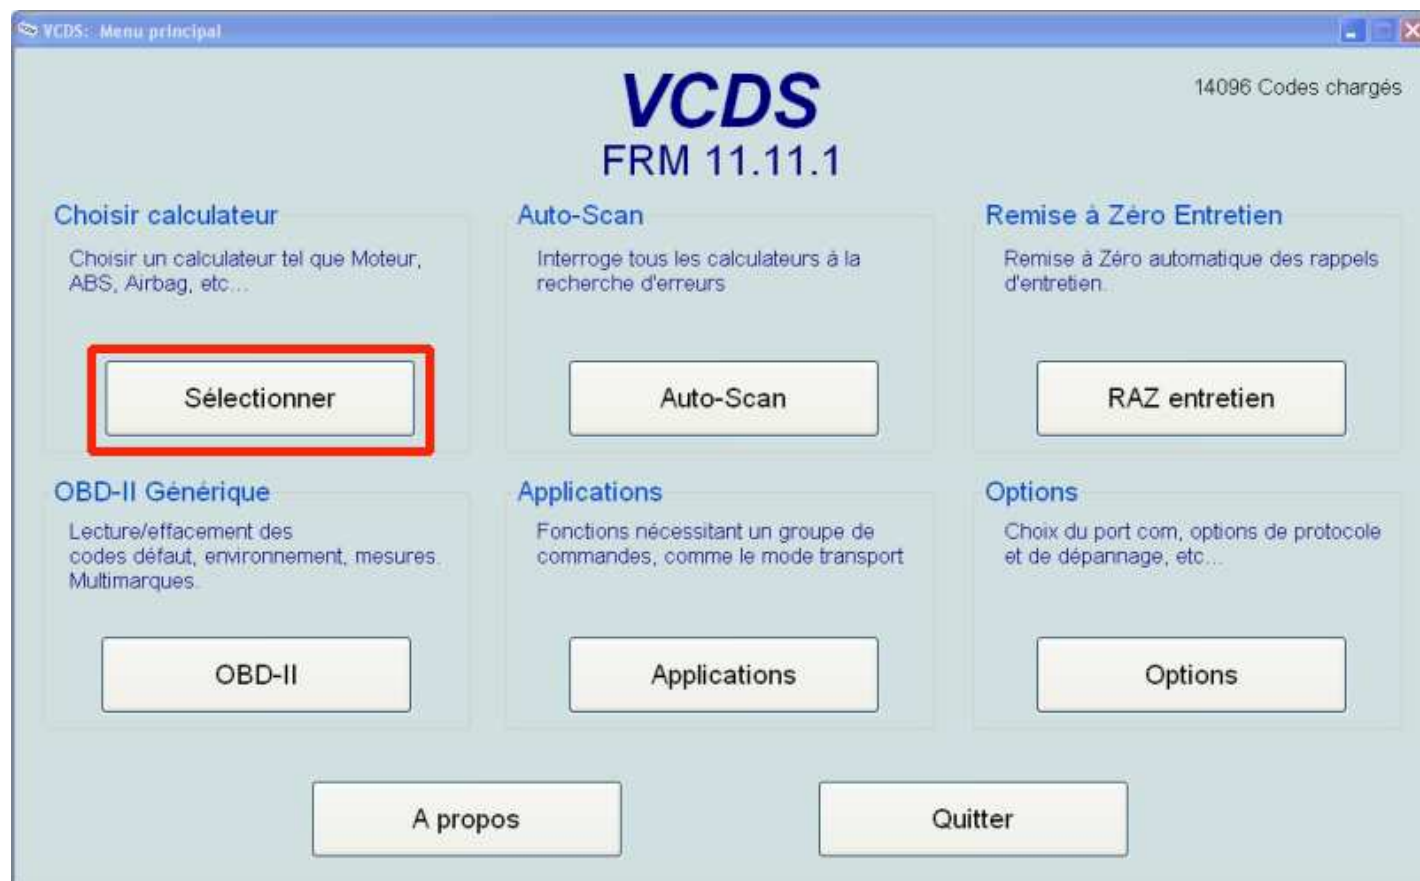 VCDS: Menu principal
VCDS
FRM 11.11.1
14096 Codes chargés
Choisir calculateur
Choisir un calculateur tel que Moteur,
ABS, Airbag, etc...
Sélectionner
Auto-Scan
Interroge tous les calculateurs à la
recherche d'erreurs
Auto-Scan
Remise à Zéro Entretien
Remise à Zéro automatique des rappels
d'entretien.
RAZ entretien
OBD-II Générique
Lecture/effacement des
codes défaut, environnement, mesures.
Multimarques.
OBD-II
Applications
Fonctions nécessitant un groupe de
commandes, comme le mode transport
Applications
Options
Choix du port com, options de protocole
et de dépannage, etc...
Options
A propos
Quitter